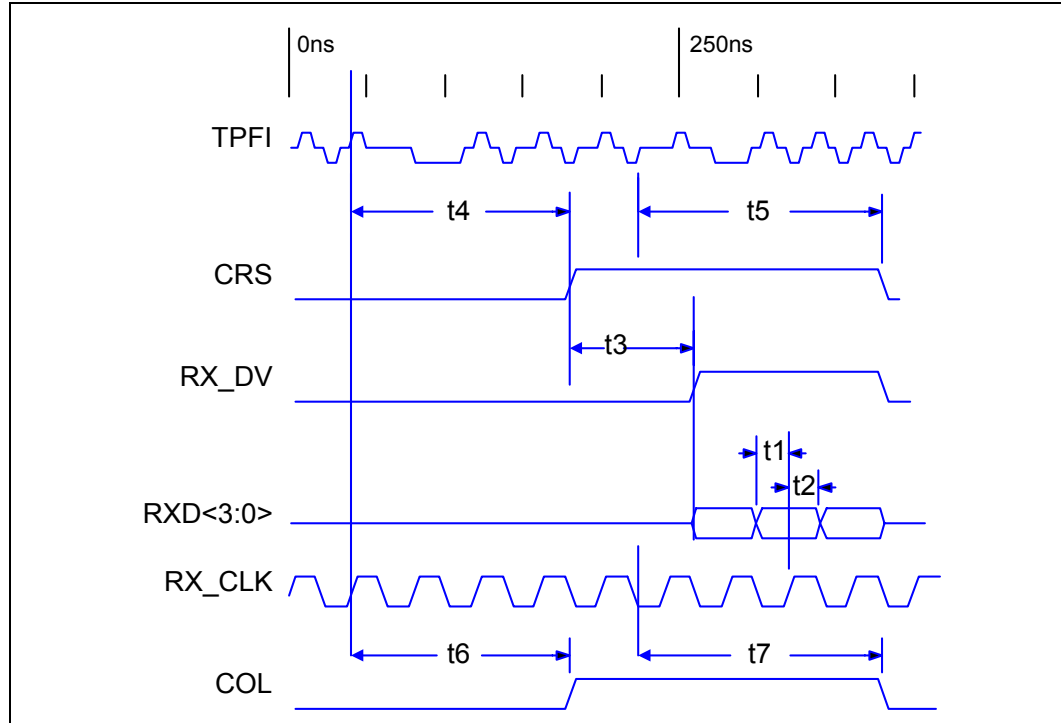 0ns 250ns
TPFI
t4 t5
CRS
t3
RX_DV
t1
t2
RXD<3:0>
RX_CLK
t6 t7
COL